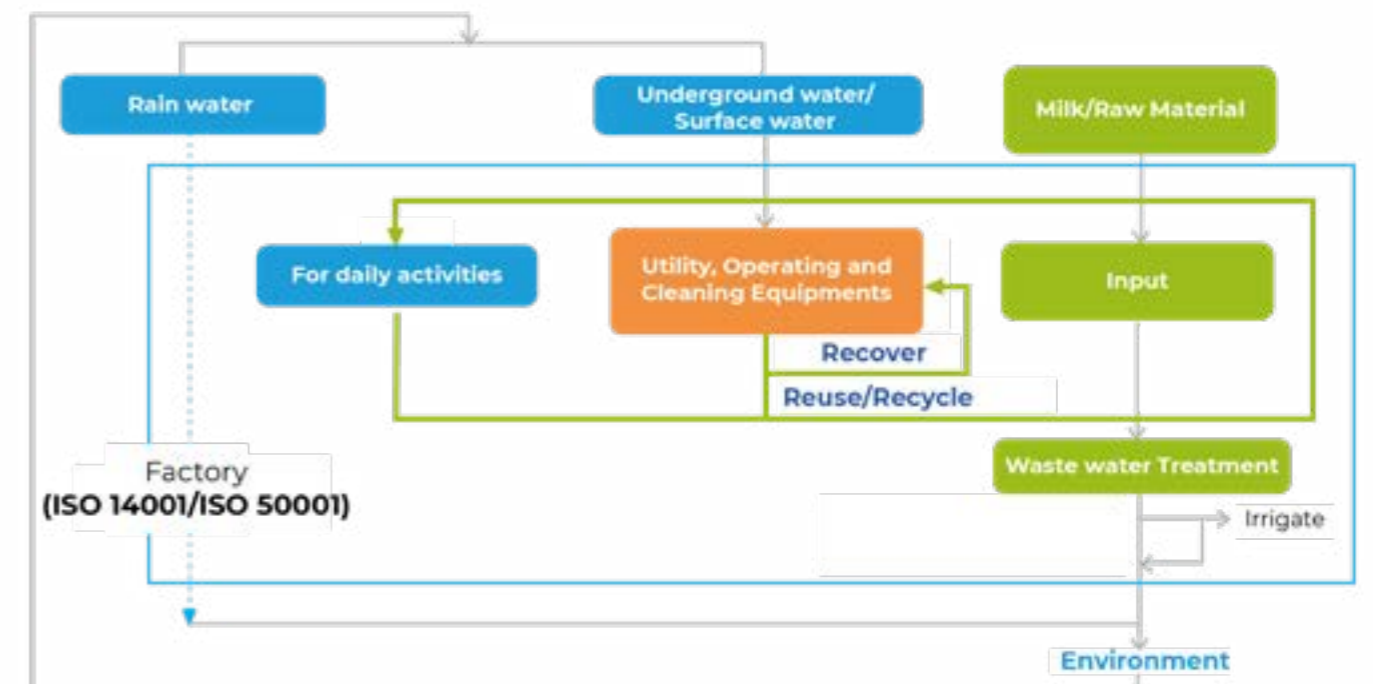 Rain water
Underground water/
Surface water
Milk/Raw Material
For daily activities
Utility, Operating and
Cleaning Equipments
Input
Recover
Reuse/Recycle
Waste water Treatment
Factory
(ISO 14001/ISO 50001)
Irrigate
Environment